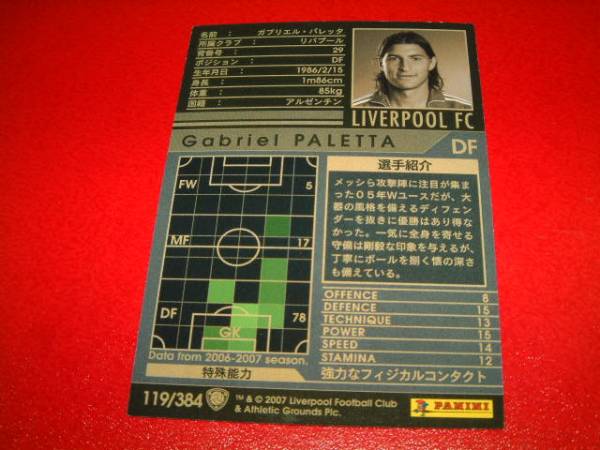 名前 : ガブリエル・パレッタ
所属クラブ : リバプール
背番号 : 29
ポジション : DF
生年月日 : 1986/2/15
身長 : 1m86cm
体重 : 85kg
国籍 : アルゼンチン
LIVERPOOL FC
Gabriel PALETTA
DF
FW 5
MF 17
DF 78
GK
Data from 2006-2007 season.
選手紹介
メッシら攻撃陣に注目が集ま
った05年Wユースだが、大
器の風格を備えるディフェン
ダーを抜きに優勝はあり得な
かった。一気に全身を寄せる
守備は剛毅な印象を与えるが、
丁寧にボールを捌く懐の深さ
も備えている。
OFFENCE 8
DEFENCE 15
TECHNIQUE 13
POWER 15
SPEED 14
STAMINA 12
特殊能力
強力なフィジカルコンタクト
119/384
™ & © 2007 Liverpool Football Club
& Athletic Grounds Plc.
PANINI